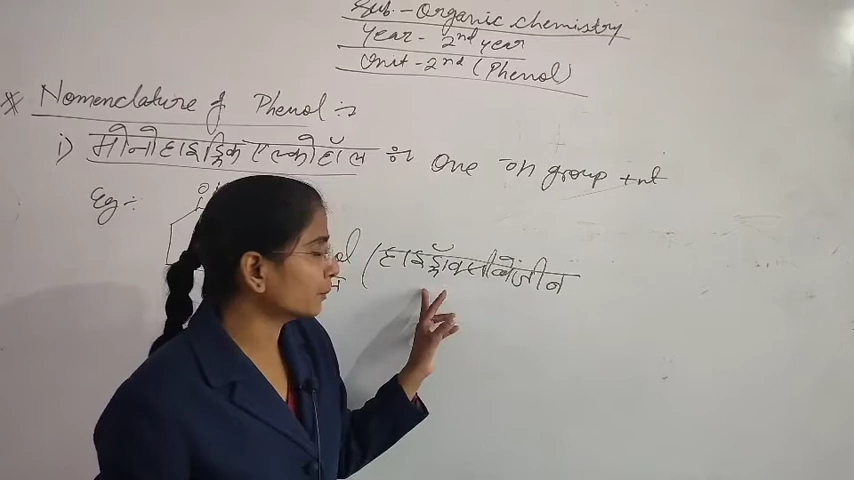 Sub. - Organic chemistry
Year - 2nd year
Unit - 2nd (Phenol)
* Nomenclature of Phenol :-
i) मोनोहाइड्रिक एल्कोहॉल :- One -OH group +nt
Eg :-
(हाइड्रॉक्सीबेंजीन